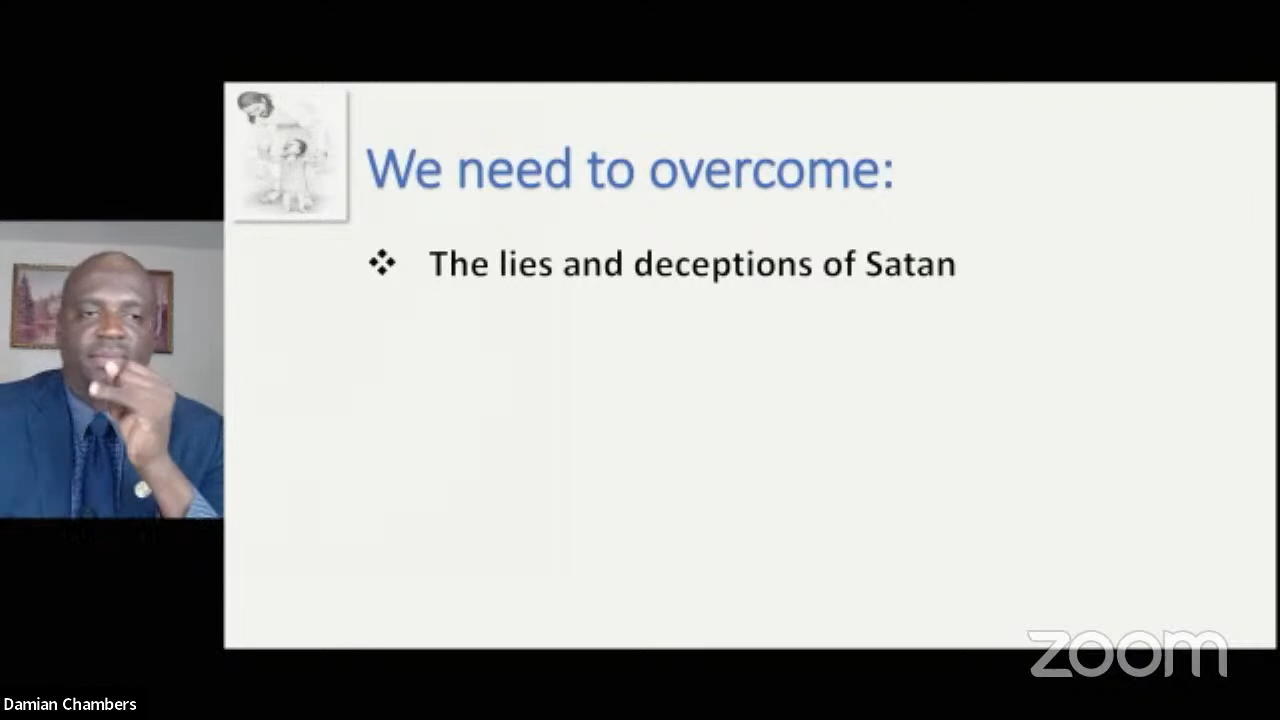 We need to overcome:
❖ The lies and deceptions of Satan
zoom
Damian Chambers